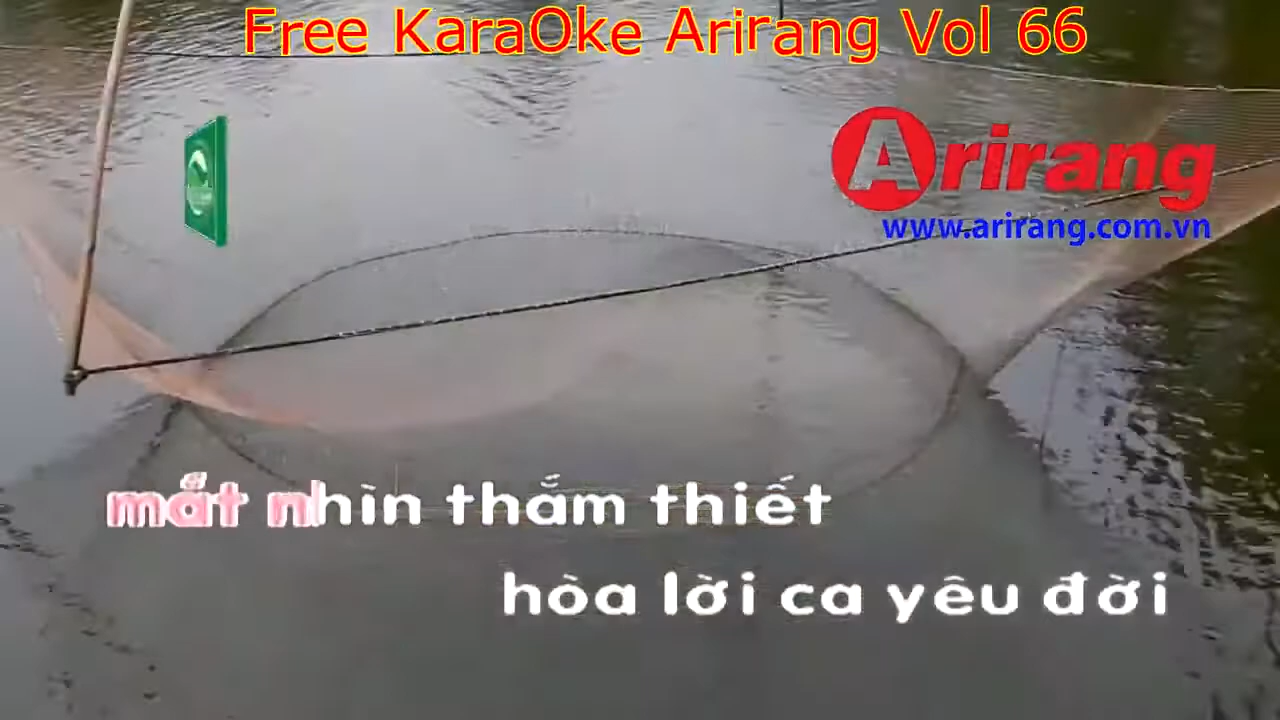 Free KaraOke Arirang Vol 66
Arirang
www.arirang.com.vn
mắt nhìn thắm thiết
hòa lời ca yêu đời